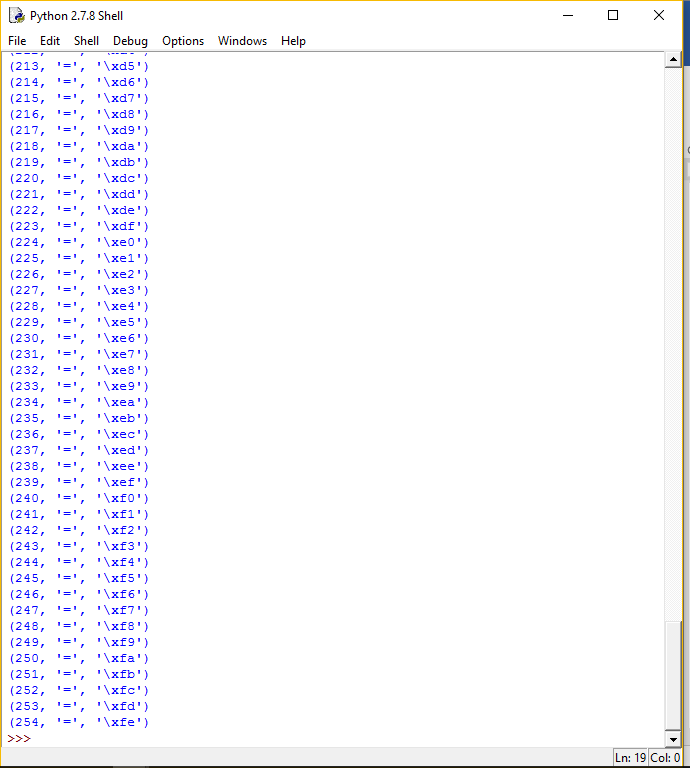 Python 2.7.8 Shell
File Edit Shell Debug Options Windows Help
(213, '=', '\xd5')
(214, '=', '\xd6')
(215, '=', '\xd7')
(216, '=', '\xd8')
(217, '=', '\xd9')
(218, '=', '\xda')
(219, '=', '\xdb')
(220, '=', '\xdc')
(221, '=', '\xdd')
(222, '=', '\xde')
(223, '=', '\xdf')
(224, '=', '\xe0')
(225, '=', '\xe1')
(226, '=', '\xe2')
(227, '=', '\xe3')
(228, '=', '\xe4')
(229, '=', '\xe5')
(230, '=', '\xe6')
(231, '=', '\xe7')
(232, '=', '\xe8')
(233, '=', '\xe9')
(234, '=', '\xea')
(235, '=', '\xeb')
(236, '=', '\xec')
(237, '=', '\xed')
(238, '=', '\xee')
(239, '=', '\xef')
(240, '=', '\xf0')
(241, '=', '\xf1')
(242, '=', '\xf2')
(243, '=', '\xf3')
(244, '=', '\xf4')
(245, '=', '\xf5')
(246, '=', '\xf6')
(247, '=', '\xf7')
(248, '=', '\xf8')
(249, '=', '\xf9')
(250, '=', '\xfa')
(251, '=', '\xfb')
(252, '=', '\xfc')
(253, '=', '\xfd')
(254, '=', '\xfe')
>>>
Ln: 19 Col: 0